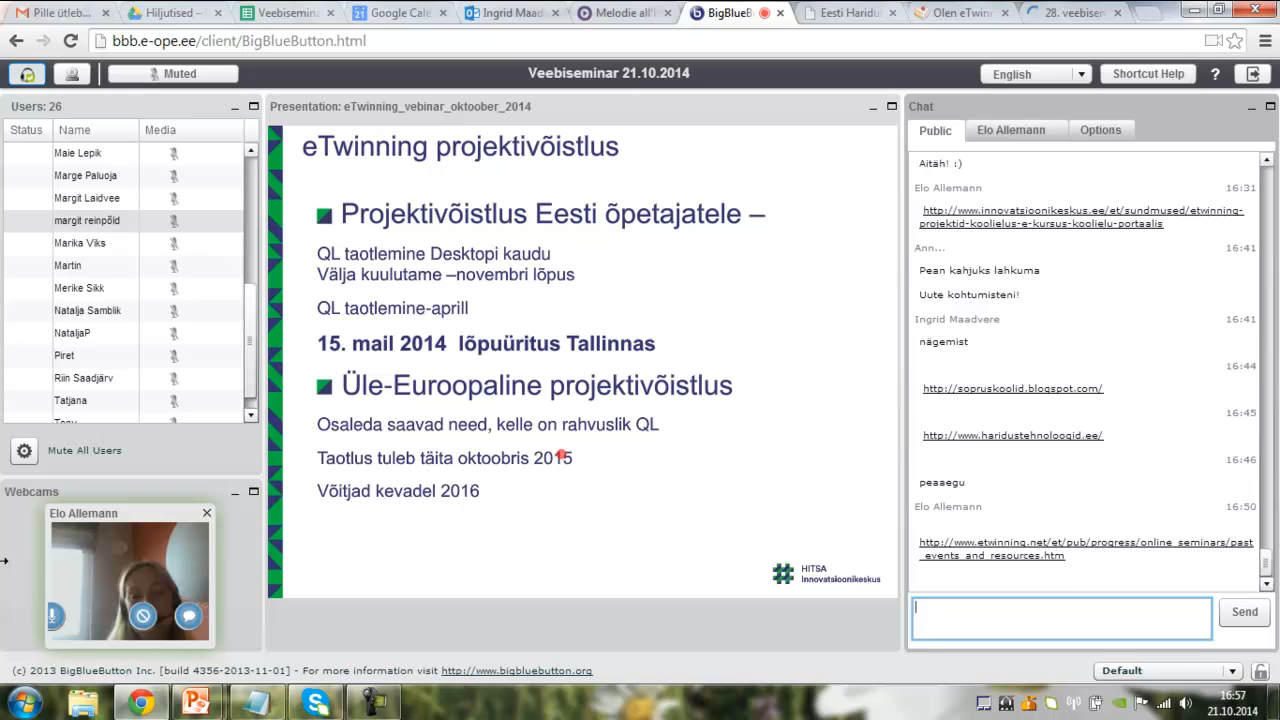 Pille ütleb
Hiljutised –
Veebisemina
Google Cale
Ingrid Maad
Melodie all'i
BigBlueB
Eesti Haridus
Olen eTwinn
28. veebisen
bbb.e-ope.ee/client/BigBlueButton.html
Muted
Veebiseminar 21.10.2014
English
Shortcut Help
?
Users: 26
Status Name Media
Maie Lepik
Marge Paluoja
Margit Laidvee
margit reinpõld
Marika Viks
Martin
Merike Sikk
Natalja Samblik
NataljaP
Piret
Riin Saadjärv
Tatjana
Mute All Users
Webcams
Elo Allemann
Presentation: eTwinning_vebinar_oktoober_2014
eTwinning projektivõistlus
Projektivõistlus Eesti õpetajatele –
QL taotlemine Desktopi kaudu
Välja kuulutame –novembri lõpus
QL taotlemine-aprill
15. mail 2014 lõpuüritus Tallinnas
Üle-Euroopaline projektivõistlus
Osaleda saavad need, kelle on rahvuslik QL
Taotlus tuleb täita oktoobris 2015
Võitjad kevadel 2016
HITSA
Innovatsioonikeskus
Chat
Public Elo Allemann Options
Aitäh! :)
Elo Allemann 16:31
http://www.innovatsioonikeskus.ee/et/sundmused/etwinning-
projektid-koolielus-e-kursus-koolielu-portaalis
Ann... 16:41
Pean kahjuks lahkuma
Uute kohtumisteni!
Ingrid Maadvere 16:41
nägemist
16:44
http://sopruskoolid.blogspot.com/
16:45
http://www.haridustehnoloogid.ee/
16:46
peaaegu
Elo Allemann 16:50
http://www.etwinning.net/et/pub/progress/online_seminars/past
_events_and_resources.htm
Send
(c) 2013 BigBlueButton Inc. [build 4356-2013-11-01] - For more information visit http://www.bigbluebutton.org
Default
16:57
21.10.2014